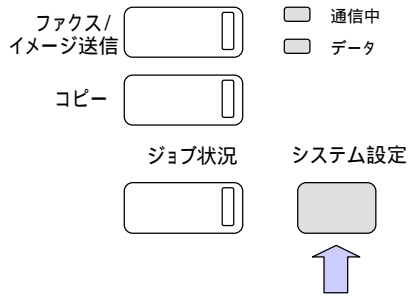 ファクス/
イメージ送信
通信中
データ
コピー
ジョブ状況
システム設定